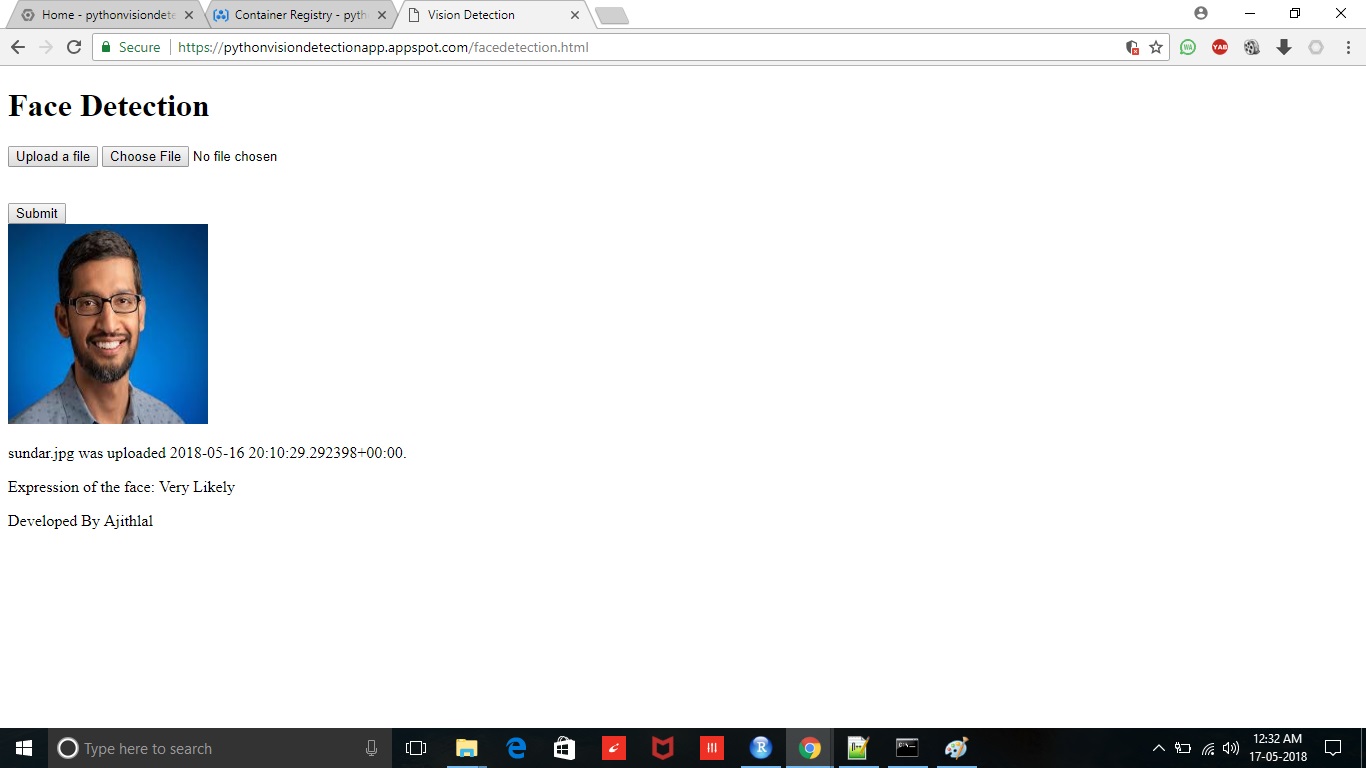 Home - pythonvisiondete
Container Registry - pyth
Vision Detection
Secure
https://pythonvisiondetectionapp.appspot.com/facedetection.html
WA
YAB
Face Detection
Upload a file
Choose File
No file chosen
Submit
sundar.jpg was uploaded 2018-05-16 20:10:29.292398+00:00.
Expression of the face: Very Likely
Developed By Ajithlal
Type here to search
R
12:32 AM
17-05-2018